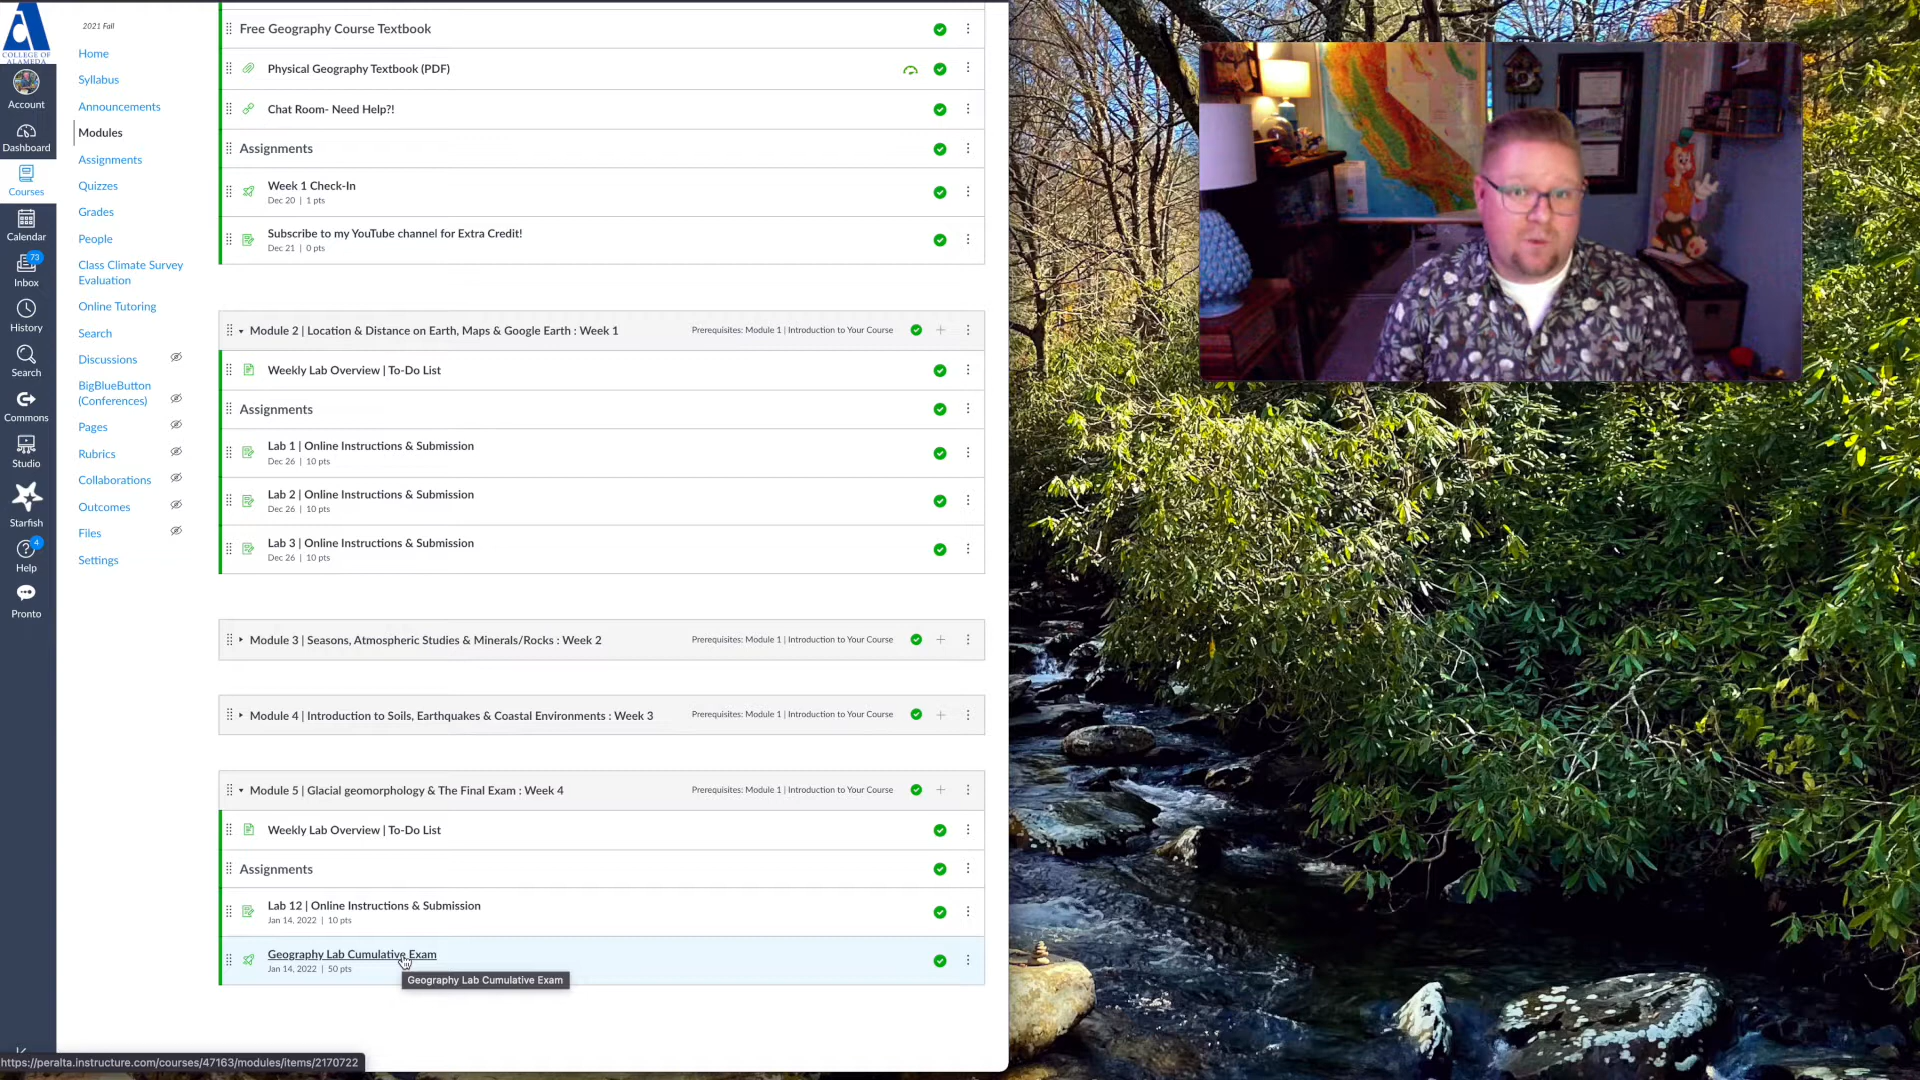 COLLEGE OF
ALAMEDA
Account
Dashboard
Courses
Calendar
73
Inbox
History
Search
Commons
Studio
Starfish
4
Help
Pronto
2021 Fall
Home
Syllabus
Announcements
Modules
Assignments
Quizzes
Grades
People
Class Climate Survey
Evaluation
Online Tutoring
Search
Discussions
BigBlueButton
(Conferences)
Pages
Rubrics
Collaborations
Outcomes
Files
Settings
Free Geography Course Textbook
Physical Geography Textbook (PDF)
Chat Room- Need Help?!
Assignments
Week 1 Check-In
Dec 20 | 1 pts
Subscribe to my YouTube channel for Extra Credit!
Dec 21 | 0 pts
Module 2 | Location & Distance on Earth, Maps & Google Earth : Week 1
Prerequisites: Module 1 | Introduction to Your Course
Weekly Lab Overview | To-Do List
Assignments
Lab 1 | Online Instructions & Submission
Dec 26 | 10 pts
Lab 2 | Online Instructions & Submission
Dec 26 | 10 pts
Lab 3 | Online Instructions & Submission
Dec 26 | 10 pts
Module 3 | Seasons, Atmospheric Studies & Minerals/Rocks : Week 2
Prerequisites: Module 1 | Introduction to Your Course
Module 4 | Introduction to Soils, Earthquakes & Coastal Environments : Week 3
Prerequisites: Module 1 | Introduction to Your Course
Module 5 | Glacial geomorphology & The Final Exam : Week 4
Prerequisites: Module 1 | Introduction to Your Course
Weekly Lab Overview | To-Do List
Assignments
Lab 12 | Online Instructions & Submission
Jan 14, 2022 | 10 pts
Geography Lab Cumulative Exam
Jan 14, 2022 | 50 pts
Geography Lab Cumulative Exam
https://peralta.instructure.com/courses/47163/modules/items/2170722